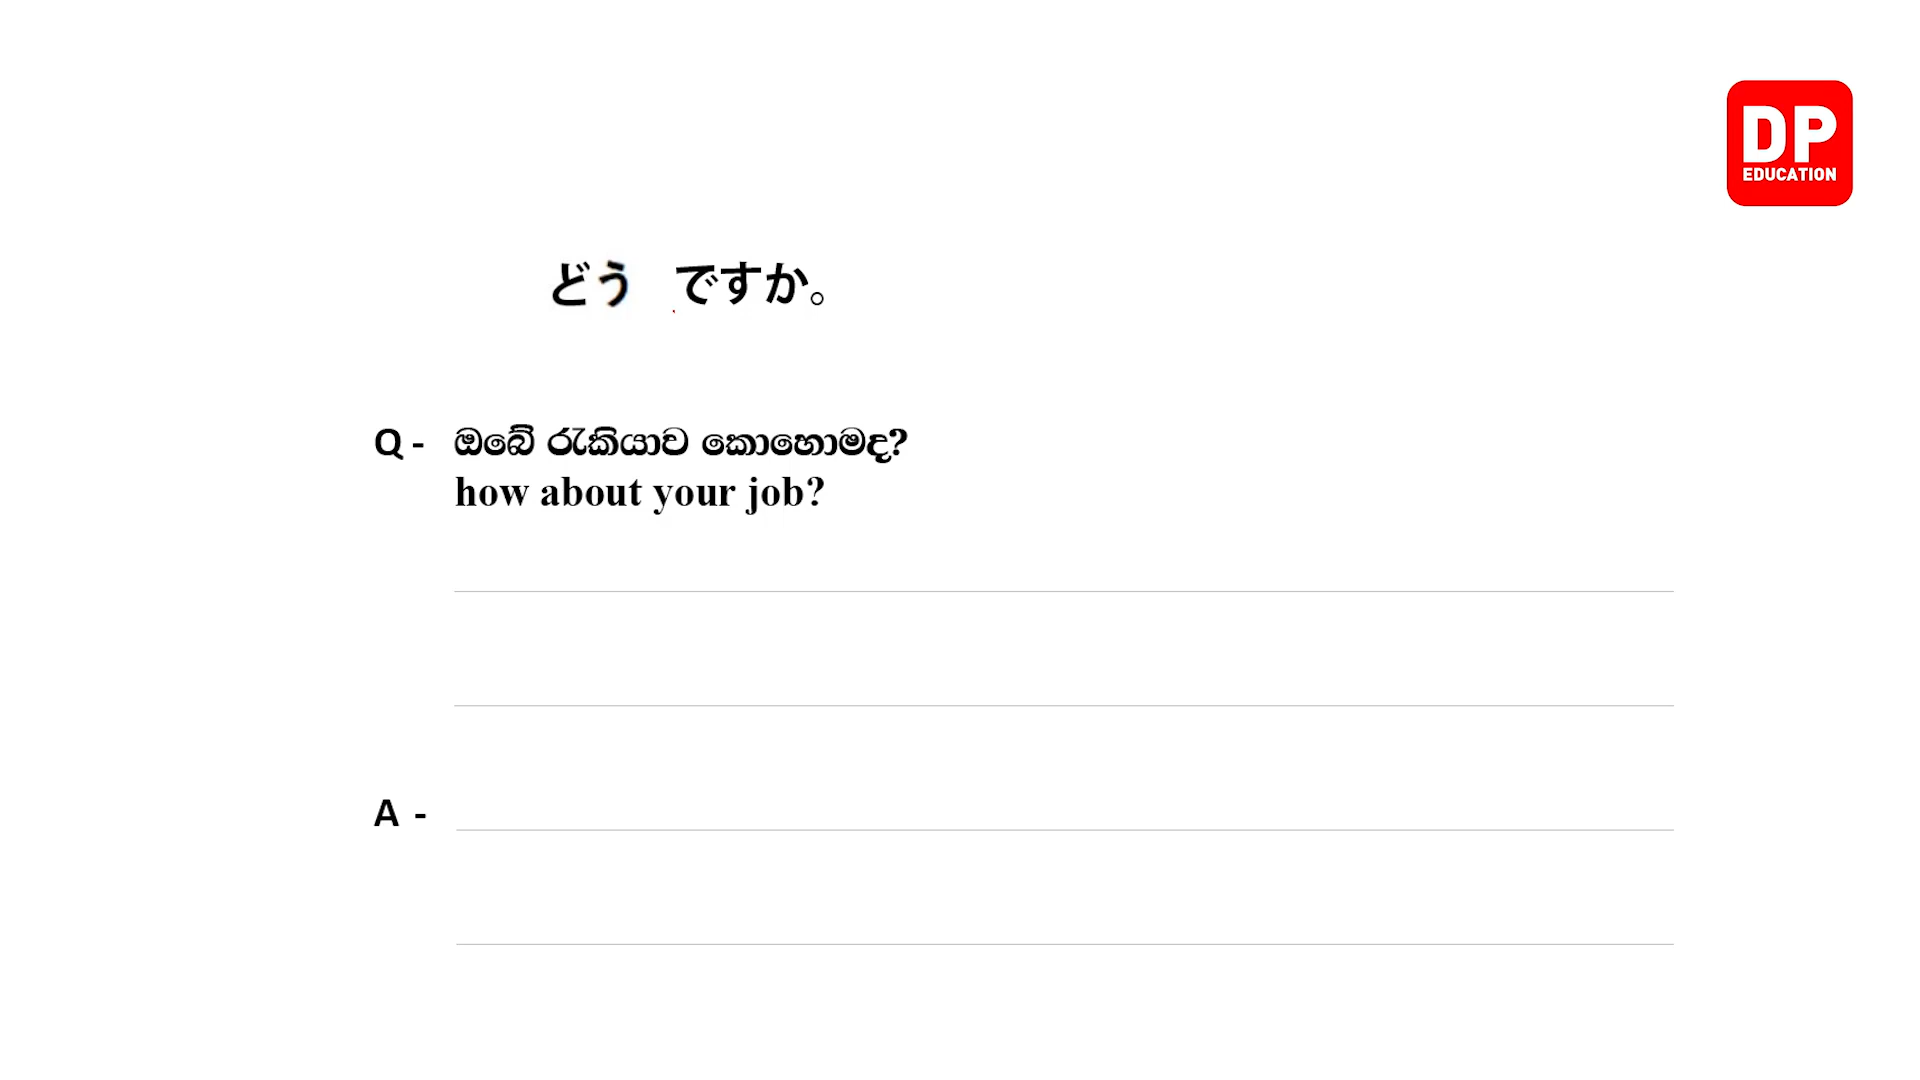 DP
EDUCATION
どう ですか。
Q - ඔබේ රැකියාව කොහොමද?
how about your job?
A -